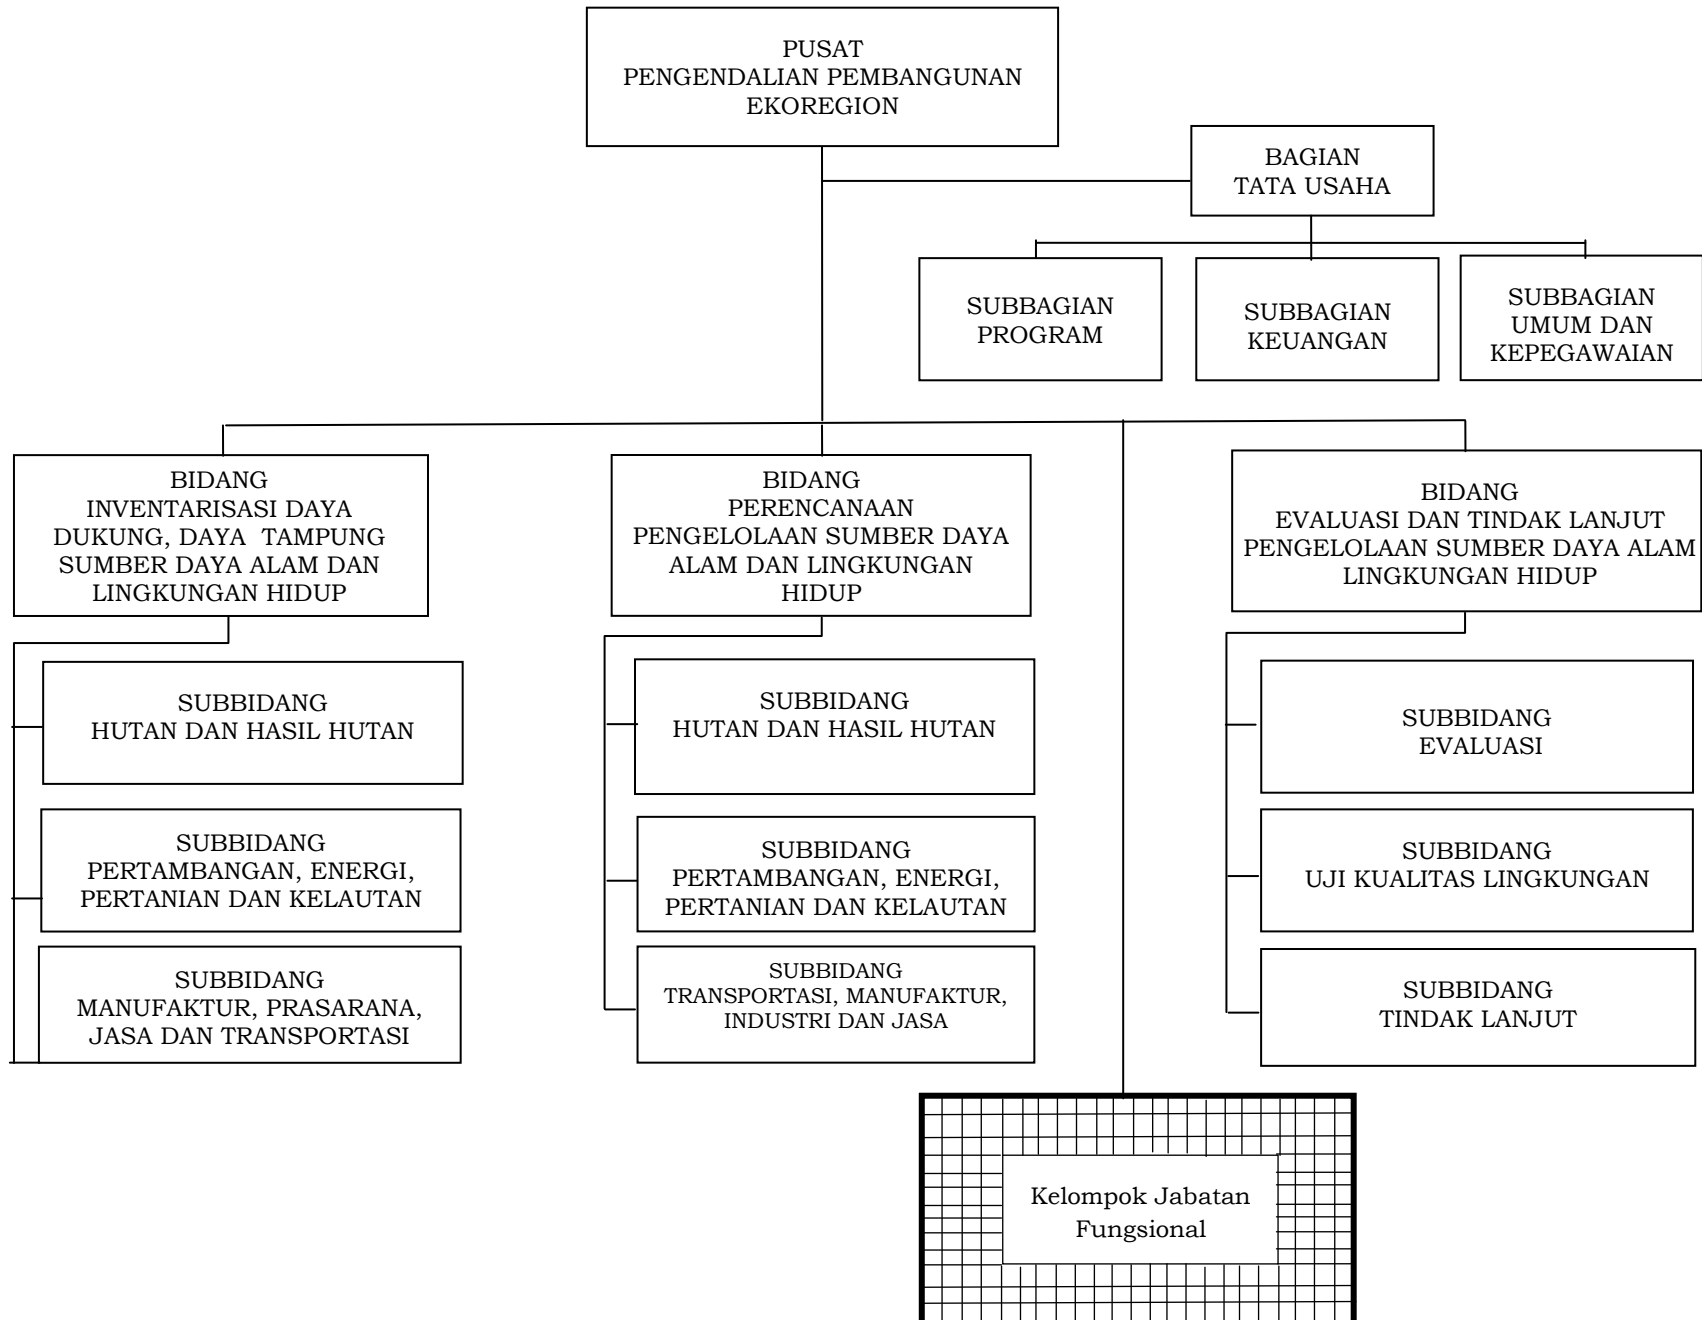 PUSAT
PENGENDALIAN PEMBANGUNAN
EKOREGION
BAGIAN
TATA USAHA
SUBBAGIAN
PROGRAM
SUBBAGIAN
KEUANGAN
SUBBAGIAN
UMUM DAN
KEPEGAWAIAN
BIDANG
INVENTARISASI DAYA
DUKUNG, DAYA TAMPUNG
SUMBER DAYA ALAM DAN
LINGKUNGAN HIDUP
BIDANG
PERENCANAAN
PENGELOLAAN SUMBER DAYA
ALAM DAN LINGKUNGAN
HIDUP
BIDANG
EVALUASI DAN TINDAK LANJUT
PENGELOLAAN SUMBER DAYA ALAM
LINGKUNGAN HIDUP
SUBBIDANG
HUTAN DAN HASIL HUTAN
SUBBIDANG
PERTAMBANGAN, ENERGI,
PERTANIAN DAN KELAUTAN
SUBBIDANG
MANUFAKTUR, PRASARANA,
JASA DAN TRANSPORTASI
SUBBIDANG
HUTAN DAN HASIL HUTAN
SUBBIDANG
PERTAMBANGAN, ENERGI,
PERTANIAN DAN KELAUTAN
SUBBIDANG
TRANSPORTASI, MANUFAKTUR,
INDUSTRI DAN JASA
SUBBIDANG
EVALUASI
SUBBIDANG
UJI KUALITAS LINGKUNGAN
SUBBIDANG
TINDAK LANJUT
Kelompok Jabatan
Fungsional